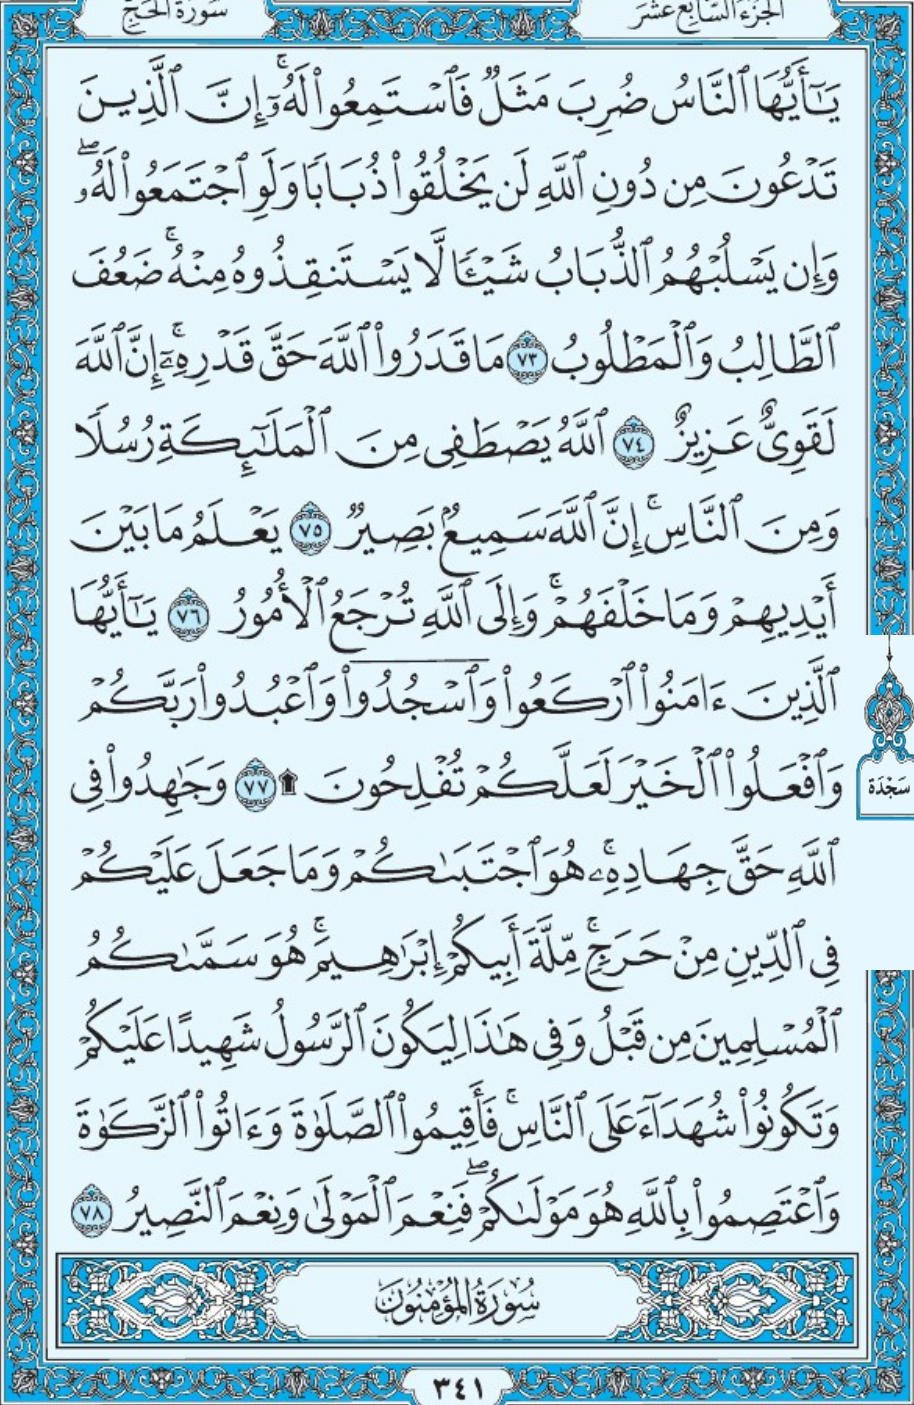 سورة الحج
الجزء السابع عشر
يَٰٓأَيُّهَا ٱلنَّاسُ ضُرِبَ مَثَلٌ فَٱسْتَمِعُوا۟ لَهُۥٓ ۚ إِنَّ ٱلَّذِينَ
تَدْعُونَ مِن دُونِ ٱللَّهِ لَن يَخْلُقُوا۟ ذُبَابًا وَلَوِ ٱجْتَمَعُوا۟ لَهُۥ ۖ
وَإِن يَسْلُبْهُمُ ٱلذُّبَابُ شَيْـًٔا لَّا يَسْتَنقِذُوهُ مِنْهُ ۚ ضَعُفَ
ٱلطَّالِبُ وَٱلْمَطْلُوبُ ٧٣ مَا قَدَرُوا۟ ٱللَّهَ حَقَّ قَدْرِهِۦٓ ۚ إِنَّ ٱللَّهَ
لَقَوِىٌّ عَزِيزٌ ٧٤ ٱللَّهُ يَصْطَفِى مِنَ ٱلْمَلَٰٓئِكَةِ رُسُلًا
وَمِنَ ٱلنَّاسِ ۚ إِنَّ ٱللَّهَ سَمِيعٌۢ بَصِيرٌ ٧٥ يَعْلَمُ مَا بَيْنَ
أَيْدِيهِمْ وَمَا خَلْفَهُمْ ۚ وَإِلَى ٱللَّهِ تُرْجَعُ ٱلْأُمُورُ ٧٦ يَٰٓأَيُّهَا
ٱلَّذِينَ ءَامَنُوا۟ ٱرْكَعُوا۟ وَٱسْجُدُوا۟ وَٱعْبُدُوا۟ رَبَّكُمْ
وَٱفْعَلُوا۟ ٱلْخَيْرَ لَعَلَّكُمْ تُفْلِحُونَ ۩ ٧٧ وَجَٰهِدُوا۟ فِى
سَجْدَة
ٱللَّهِ حَقَّ جِهَادِهِۦ ۚ هُوَ ٱجْتَبَىٰكُمْ وَمَا جَعَلَ عَلَيْكُمْ
فِى ٱلدِّينِ مِنْ حَرَجٍ ۚ مِّلَّةَ أَبِيكُمْ إِبْرَٰهِيمَ ۚ هُوَ سَمَّىٰكُمُ
ٱلْمُسْلِمِينَ مِن قَبْلُ وَفِى هَٰذَا لِيَكُونَ ٱلرَّسُولُ شَهِيدًا عَلَيْكُمْ
وَتَكُونُوا۟ شُهَدَآءَ عَلَى ٱلنَّاسِ ۚ فَأَقِيمُوا۟ ٱلصَّلَوٰةَ وَءَاتُوا۟ ٱلزَّكَوٰةَ
وَٱعْتَصِمُوا۟ بِٱللَّهِ هُوَ مَوْلَىٰكُمْ ۖ فَنِعْمَ ٱلْمَوْلَىٰ وَنِعْمَ ٱلنَّصِيرُ ٧٨
سُورَةُ المُؤْمِنُونَ
٣٤١